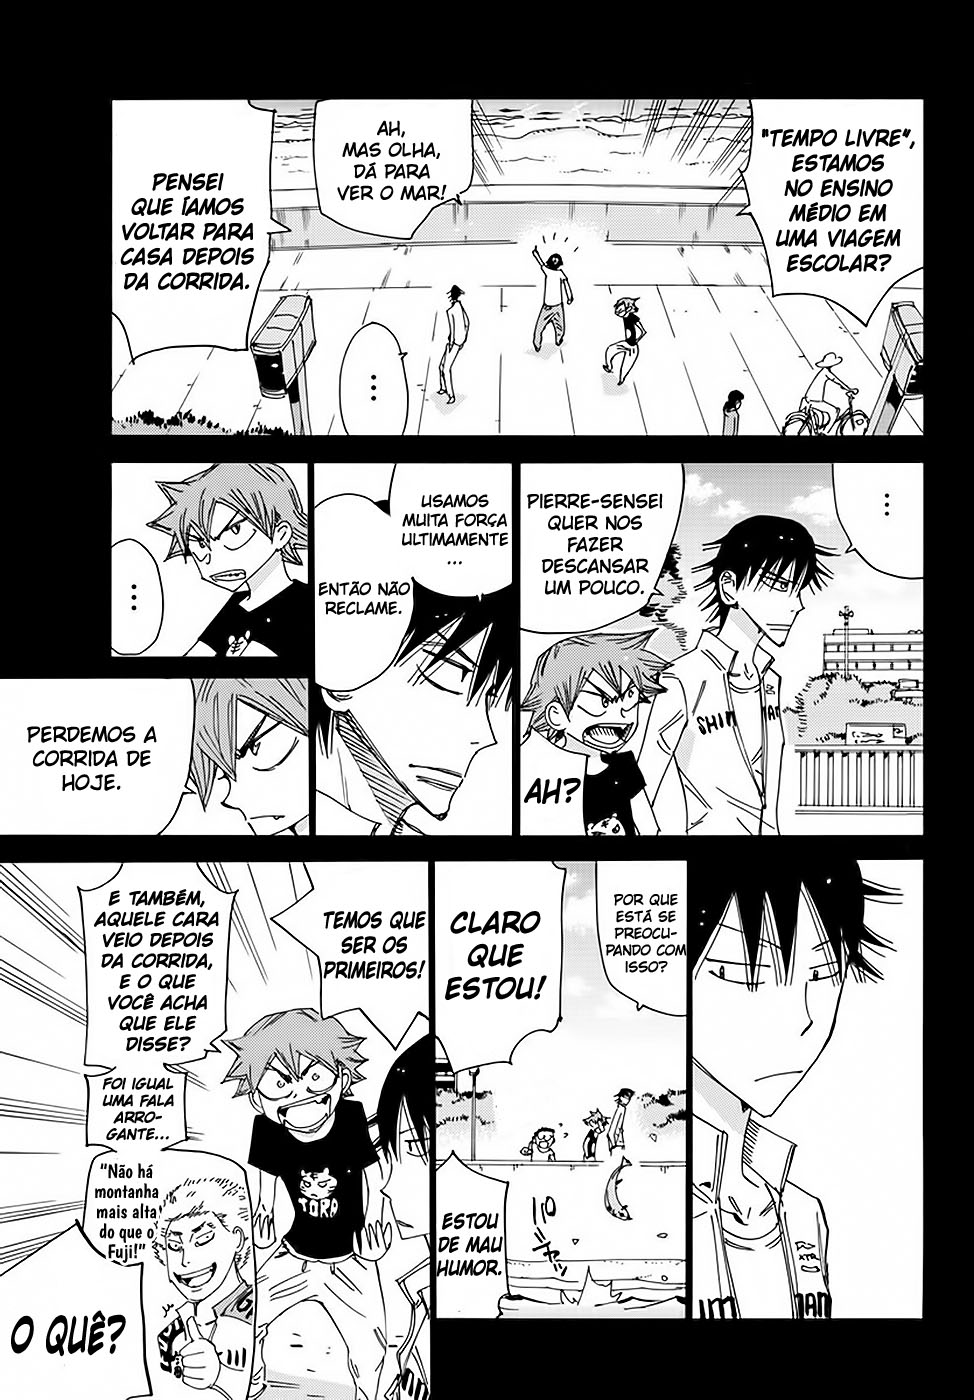 "TEMPO LIVRE",
ESTAMOS
NO ENSINO
MÉDIO EM
UMA VIAGEM
ESCOLAR?
AH,
MAS OLHA,
DÁ PARA
VER O MAR!
PENSEI
QUE ÍAMOS
VOLTAR PARA
CASA DEPOIS
DA CORRIDA.
...
...
PIERRE-SENSEI
QUER NOS
FAZER
DESCANSAR
UM POUCO.
SHIN
MAN
AH?
USAMOS
MUITA FORÇA
ULTIMAMENTE
...
ENTÃO NÃO
RECLAME.
...
PERDEMOS A
CORRIDA DE
HOJE.
POR QUE
ESTÁ SE
PREOCU-
PANDO COM
ISSO?
CLARO
QUE
ESTOU!
ESTOU
DE MAU
HUMOR.
TEMOS QUE
SER OS
PRIMEIROS!
TORA
E TAMBÉM,
AQUELE CARA
VEIO DEPOIS
DA CORRIDA,
E O QUE
VOCÊ ACHA
QUE ELE
DISSE?
FOI IGUAL
UMA FALA
ARRO-
GANTE...
"Não há
montanha
mais alta
do que o
Fuji!"
O QUÊ?